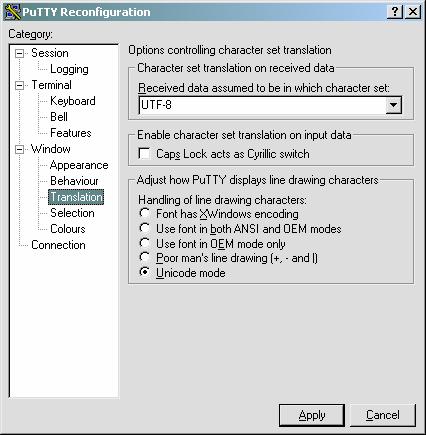 PuTTY Reconfiguration
Category:
Session
Logging
Terminal
Keyboard
Bell
Features
Window
Appearance
Behaviour
Translation
Selection
Colours
Connection
Options controlling character set translation
Character set translation on received data
Received data assumed to be in which character set:
UTF-8
Enable character set translation on input data
Caps Lock acts as Cyrillic switch
Adjust how PuTTY displays line drawing characters
Handling of line drawing characters:
Font has XWindows encoding
Use font in both ANSI and OEM modes
Use font in OEM mode only
Poor man's line drawing (+, - and |)
Unicode mode
Apply
Cancel